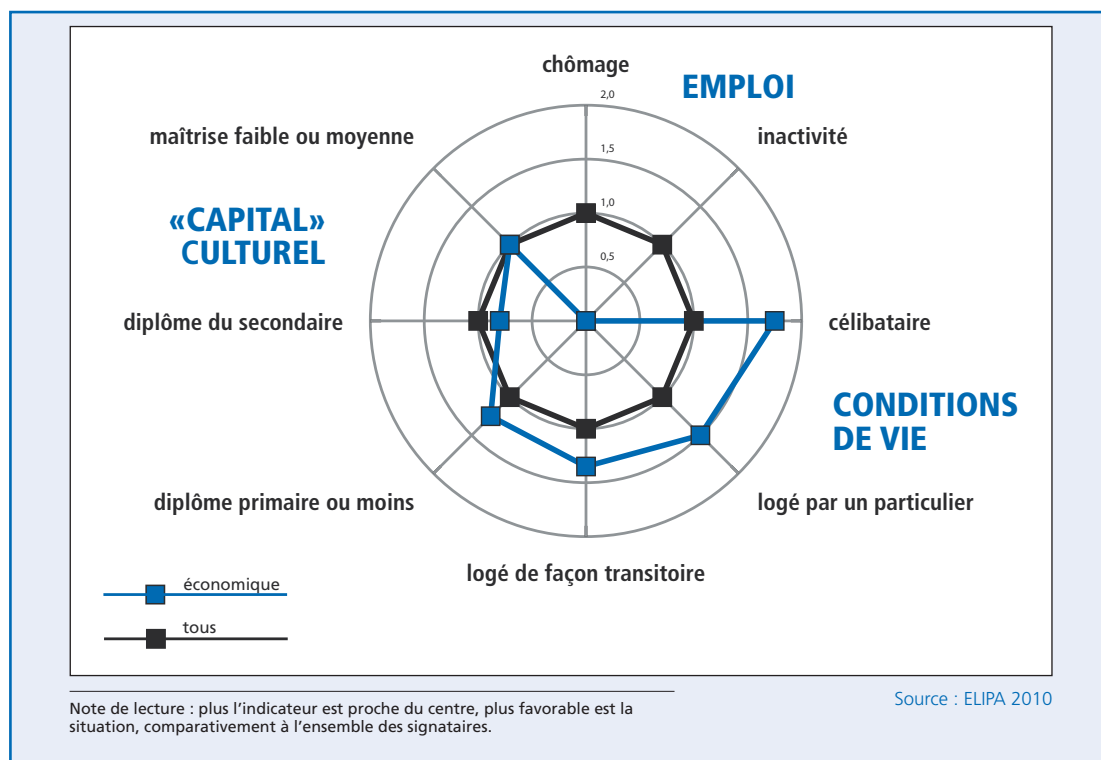 chômage
EMPLOI
2,0
maîtrise faible ou moyenne
inactivité
1,5
«CAPITAL»
CULTUREL
1,0
0,5
diplôme du secondaire
célibataire
CONDITIONS
DE VIE
diplôme primaire ou moins
logé par un particulier
logé de façon transitoire
économique
tous
Note de lecture : plus l’indicateur est proche du centre, plus favorable est la
situation, comparativement à l’ensemble des signataires.
Source : ELIPA 2010